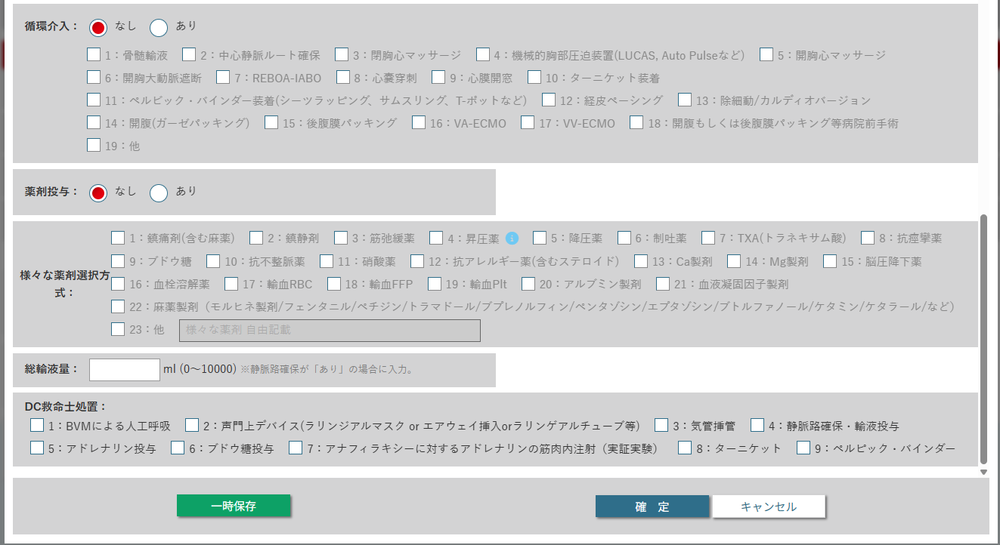 循環介入： なし あり
1：骨髄輸液 2：中心静脈ルート確保 3：閉胸心マッサージ 4：機械的胸部圧迫装置(LUCAS, Auto Pulseなど) 5：開胸心マッサージ
6：開胸大動脈遮断 7：REBOA-IABO 8：心嚢穿刺 9：心膜開窓 10：ターニケット装着
11：ペルビック・バインダー装着(シーツラッピング、サムスリング、T-ポットなど) 12：経皮ペーシング 13：除細動/カルディオバージョン
14：開腹(ガーゼパッキング) 15：後腹膜パッキング 16：VA-ECMO 17：VV-ECMO 18：開腹もしくは後腹膜パッキング等病院前手術
19：他
薬剤投与： なし あり
様々な薬剤選択方式：
1：鎮痛剤(含む麻薬) 2：鎮静剤 3：筋弛緩薬 4：昇圧薬 i 5：降圧薬 6：制吐薬 7：TXA(トラネキサム酸) 8：抗痙攣薬
9：ブドウ糖 10：抗不整脈薬 11：硝酸薬 12：抗アレルギー薬(含むステロイド) 13：Ca製剤 14：Mg製剤 15：脳圧降下薬
16：血栓溶解薬 17：輸血RBC 18：輸血FFP 19：輸血Plt 20：アルブミン製剤 21：血液凝固因子製剤
22：麻薬製剤（モルヒネ製剤/フェンタニル/ペチジン/トラマドール/ブプレノルフィン/ペンタゾシン/エプタゾシン/ブトルファノール/ケタミン/ケタラール/など）
23：他 様々な薬剤 自由記載
総輸液量： ml (0～10000) ※静脈路確保が「あり」の場合に入力。
DC救命士処置：
1：BVMによる人工呼吸 2：声門上デバイス(ラリンジアルマスク or エアウェイ挿入orラリンゲアルチューブ等) 3：気管挿管 4：静脈路確保・輸液投与
5：アドレナリン投与 6：ブドウ糖投与 7：アナフィラキシーに対するアドレナリンの筋肉内注射（実証実験） 8：ターニケット 9：ペルピック・バインダー
一時保存 確　定 キャンセル